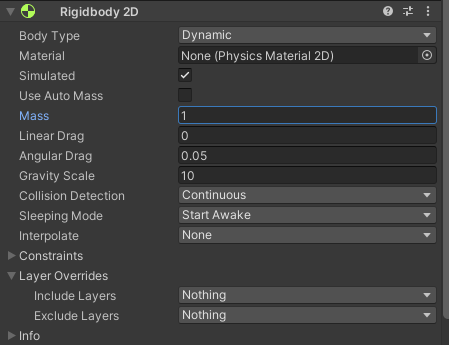 Rigidbody 2D
Body Type Dynamic
Material None (Physics Material 2D)
Simulated
Use Auto Mass
Mass 1
Linear Drag 0
Angular Drag 0.05
Gravity Scale 10
Collision Detection Continuous
Sleeping Mode Start Awake
Interpolate None
Constraints
Layer Overrides
Include Layers Nothing
Exclude Layers Nothing
Info